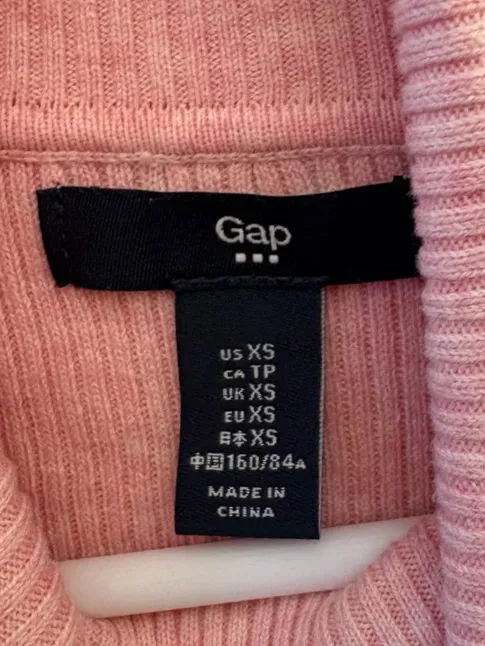 Gap
US XS
CA TP
UK XS
EU XS
日本 XS
中国 160/84A
MADE IN
CHINA